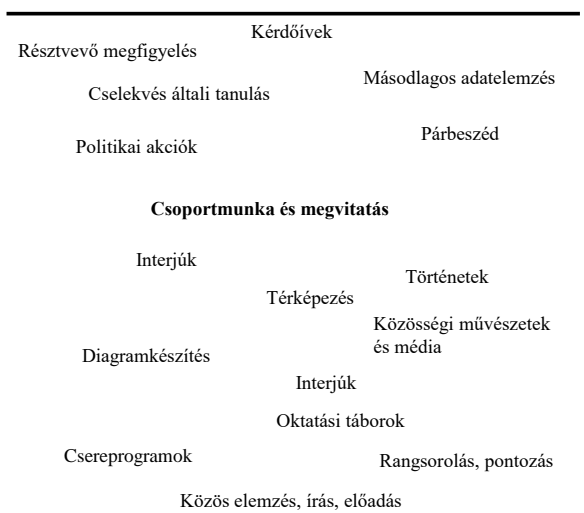 Kérdőívek
Résztvevő megfigyelés
Másodlagos adatelemzés
Cselekvés általi tanulás
Párbeszéd
Politikai akciók
Csoportmunka és megvitatás
Interjúk
Történetek
Térképezés
Közösségi művészetek
és média
Diagramkészítés
Interjúk
Oktatási táborok
Csereprogramok
Rangsorolás, pontozás
Közös elemzés, írás, előadás